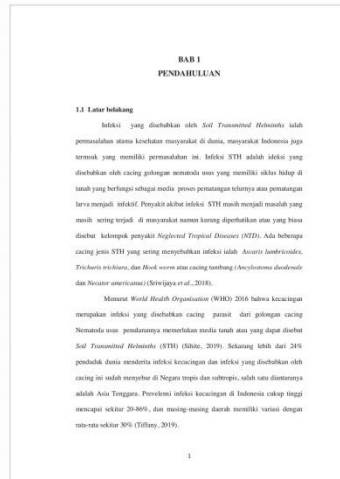 BAB 1
PENDAHULUAN
1.1 Latar belakang
Infeksi yang disebabkan oleh Soil Transmitted Helminths ialah
permasalahan utama kesehatan masyarakat di dunia, masyarakat Indonesia juga
termsuk yang memiliki permasalahan ini. Infeksi STH adalah ideksi yang
disebabkan oleh cacing golongan nematoda usus yang memiliki siklus hidup di
tanah yang berfungsi sebagai media proses pematangan telurnya atau pematangan
larva menjadi infektif. Penyakit akibat infeksi STH masih menjadi masalah yang
masih sering terjadi di masyarakat namun kurang diperhatikan atau yang biasa
disebut kelompok penyakit Neglected Tropical Diseases (NTD). Ada beberapa
cacing jenis STH yang sering menyebabkan infeksi ialah Ascaris lumbricoides,
Trichuris trichiura, dan Hook worm atau cacing tambang (Ancylostoma duodenale
dan Necator americanus) (Sriwijaya et al., 2018).
Menurut World Health Organisation (WHO) 2016 bahwa kecacingan
merupakan infeksi yang disebabkan cacing parasit dari golongan cacing
Nematoda usus penularannya memerlukan media tanah atau yang dapat disebut
Soil Transmitted Helminths (STH) (Sihite, 2019). Sekarang lebih dari 24%
penduduk dunia menderita infeksi kecacingan dan infeksi yang disebabkan oleh
cacing ini sudah menyebar di Negara tropis dan subtropis, salah satu diantaranya
adalah Asia Tenggara. Prevelensi infeksi kecacingan di Indonesia cukup tinggi
mencapai sekitar 20-86%, dan masing-masing daerah memiliki variasi dengan
rata-rata sekitar 30% (Tiffany, 2019).
1